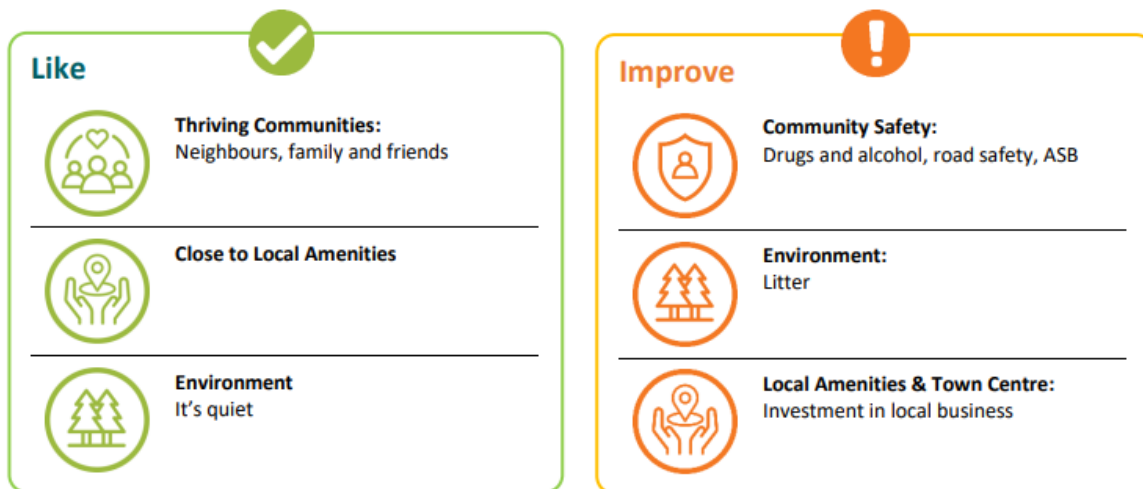 Like
Thriving Communities:
Neighbours, family and friends
Close to Local Amenities
Environment
It's quiet
Improve
Community Safety:
Drugs and alcohol, road safety, ASB
Environment:
Litter
Local Amenities & Town Centre:
Investment in local business